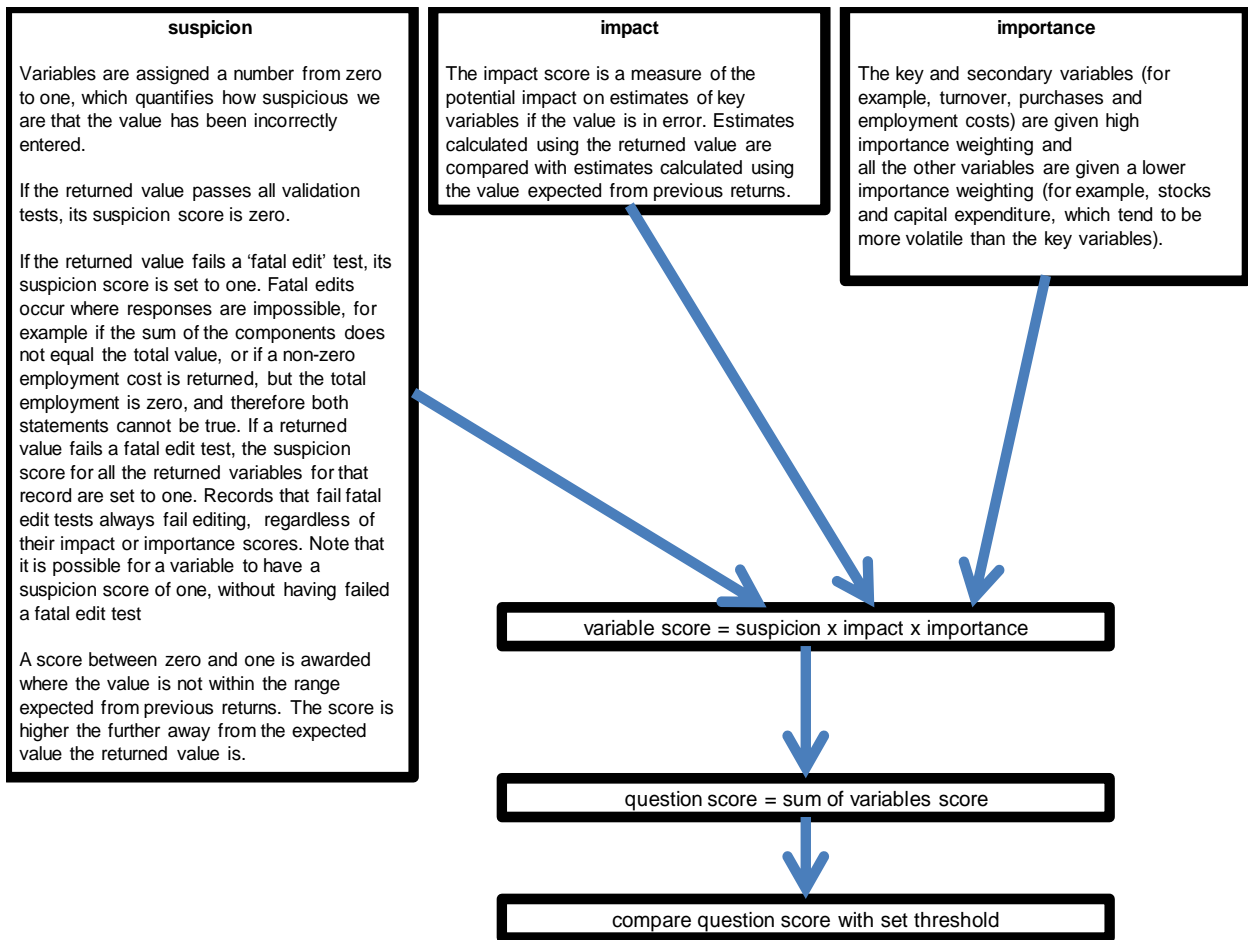 suspicion
Variables are assigned a number from zero
to one, which quantifies how suspicious we
are that the value has been incorrectly
entered.
If the returned value passes all validation
tests, its suspicion score is zero.
If the returned value fails a ‘fatal edit’ test, its
suspicion score is set to one. Fatal edits
occur where responses are impossible, for
example if the sum of the components does
not equal the total value, or if a non-zero
employment cost is returned, but the total
employment is zero, and therefore both
statements cannot be true. If a returned
value fails a fatal edit test, the suspicion
score for all the returned variables for that
record are set to one. Records that fail fatal
edit tests always fail editing, regardless of
their impact or importance scores. Note that
it is possible for a variable to have a
suspicion score of one, without having failed
a fatal edit test
A score between zero and one is awarded
where the value is not within the range
expected from previous returns. The score is
higher the further away from the expected
value the returned value is.
impact
The impact score is a measure of the
potential impact on estimates of key
variables if the value is in error. Estimates
calculated using the returned value are
compared with estimates calculated using
the value expected from previous returns.
importance
The key and secondary variables (for
example, turnover, purchases and
employment costs) are given high
importance weighting and
all the other variables are given a lower
importance weighting (for example, stocks
and capital expenditure, which tend to be
more volatile than the key variables).
variable score = suspicion x impact x importance
question score = sum of variables score
compare question score with set threshold